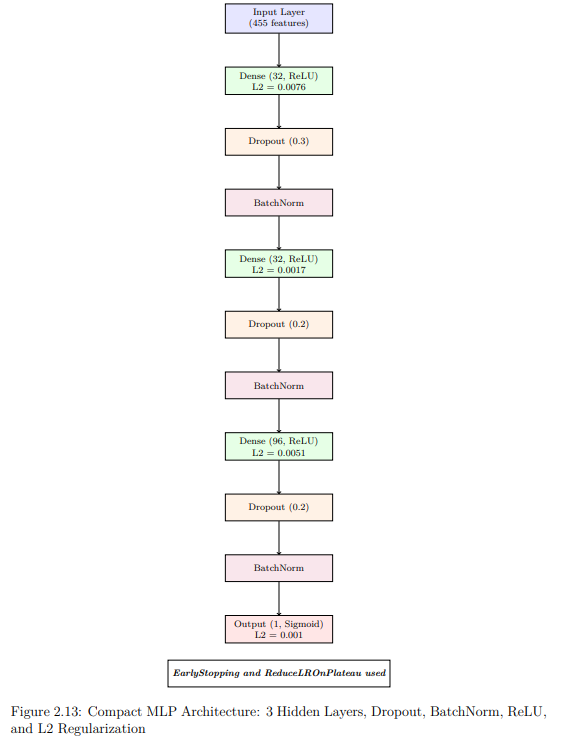 Input Layer
(455 features)
Dense (32, ReLU)
L2 = 0.0076
Dropout (0.3)
BatchNorm
Dense (32, ReLU)
L2 = 0.0017
Dropout (0.2)
BatchNorm
Dense (96, ReLU)
L2 = 0.0051
Dropout (0.2)
BatchNorm
Output (1, Sigmoid)
L2 = 0.001
EarlyStopping and ReduceLROnPlateau used
Figure 2.13: Compact MLP Architecture: 3 Hidden Layers, Dropout, BatchNorm, ReLU,
and L2 Regularization